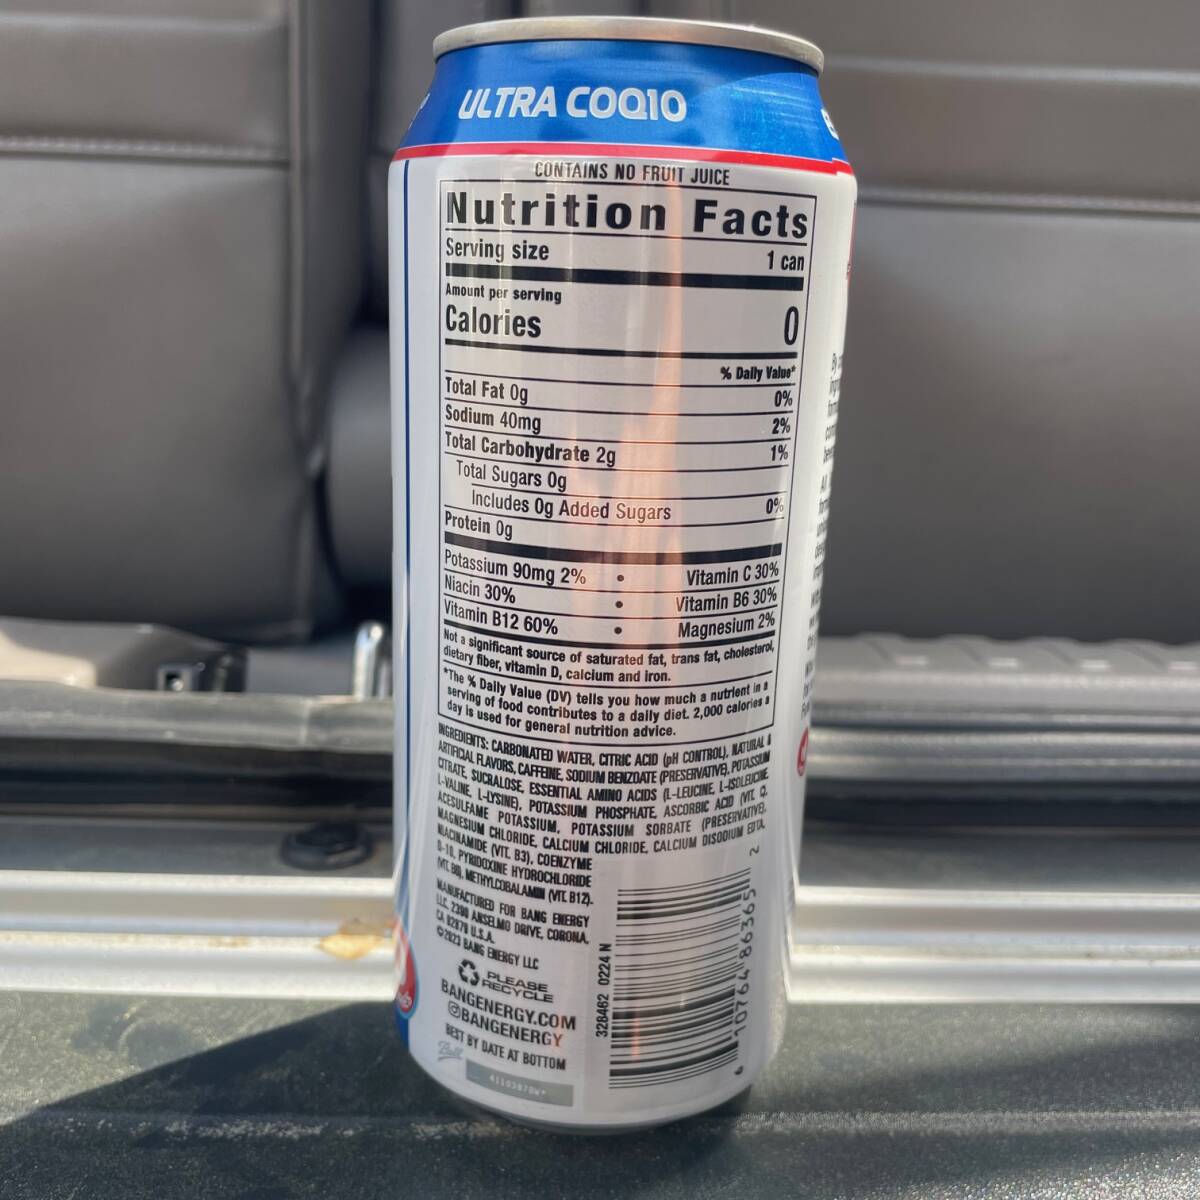 ULTRA COQ10
CONTAINS NO FRUIT JUICE
Nutrition Facts
Serving size 1 can
Amount per serving
Calories 0
% Daily Value*
Total Fat 0g 0%
Sodium 40mg 2%
Total Carbohydrate 2g 1%
Total Sugars 0g
Includes 0g Added Sugars 0%
Protein 0g
Potassium 90mg 2% • Vitamin C 30%
Niacin 30% • Vitamin B6 30%
Vitamin B12 60% • Magnesium 2%
Not a significant source of saturated fat, trans fat, cholesterol,
dietary fiber, vitamin D, calcium and iron.
*The % Daily Value (DV) tells you how much a nutrient in a
serving of food contributes to a daily diet. 2,000 calories a
day is used for general nutrition advice.
INGREDIENTS: CARBONATED WATER, CITRIC ACID (pH CONTROL), NATURAL &
ARTIFICIAL FLAVORS, CAFFEINE, SODIUM BENZOATE (PRESERVATIVE), POTASSIUM
CITRATE, SUCRALOSE, ESSENTIAL AMINO ACIDS (L-LEUCINE, L-ISOLEUCINE,
L-VALINE, L-LYSINE), POTASSIUM PHOSPHATE, ASCORBIC ACID (VIT. C),
ACESULFAME POTASSIUM, POTASSIUM SORBATE (PRESERVATIVE),
MAGNESIUM CHLORIDE, CALCIUM CHLORIDE, CALCIUM DISODIUM EDTA,
NIACINAMIDE (VIT. B3), COENZYME
Q-10, PYRIDOXINE HYDROCHLORIDE
(VIT. B6), METHYLCOBALAMIN (VIT. B12).
MANUFACTURED FOR BANG ENERGY
LLC, 2390 ANSELMO DRIVE, CORONA,
CA 92879 U.S.A.
©2023 BANG ENERGY LLC
PLEASE
RECYCLE
BANGENERGY.COM
@BANGENERGY
BEST BY DATE AT BOTTOM
Ball
328462 0224 N
6 10764 86365 2